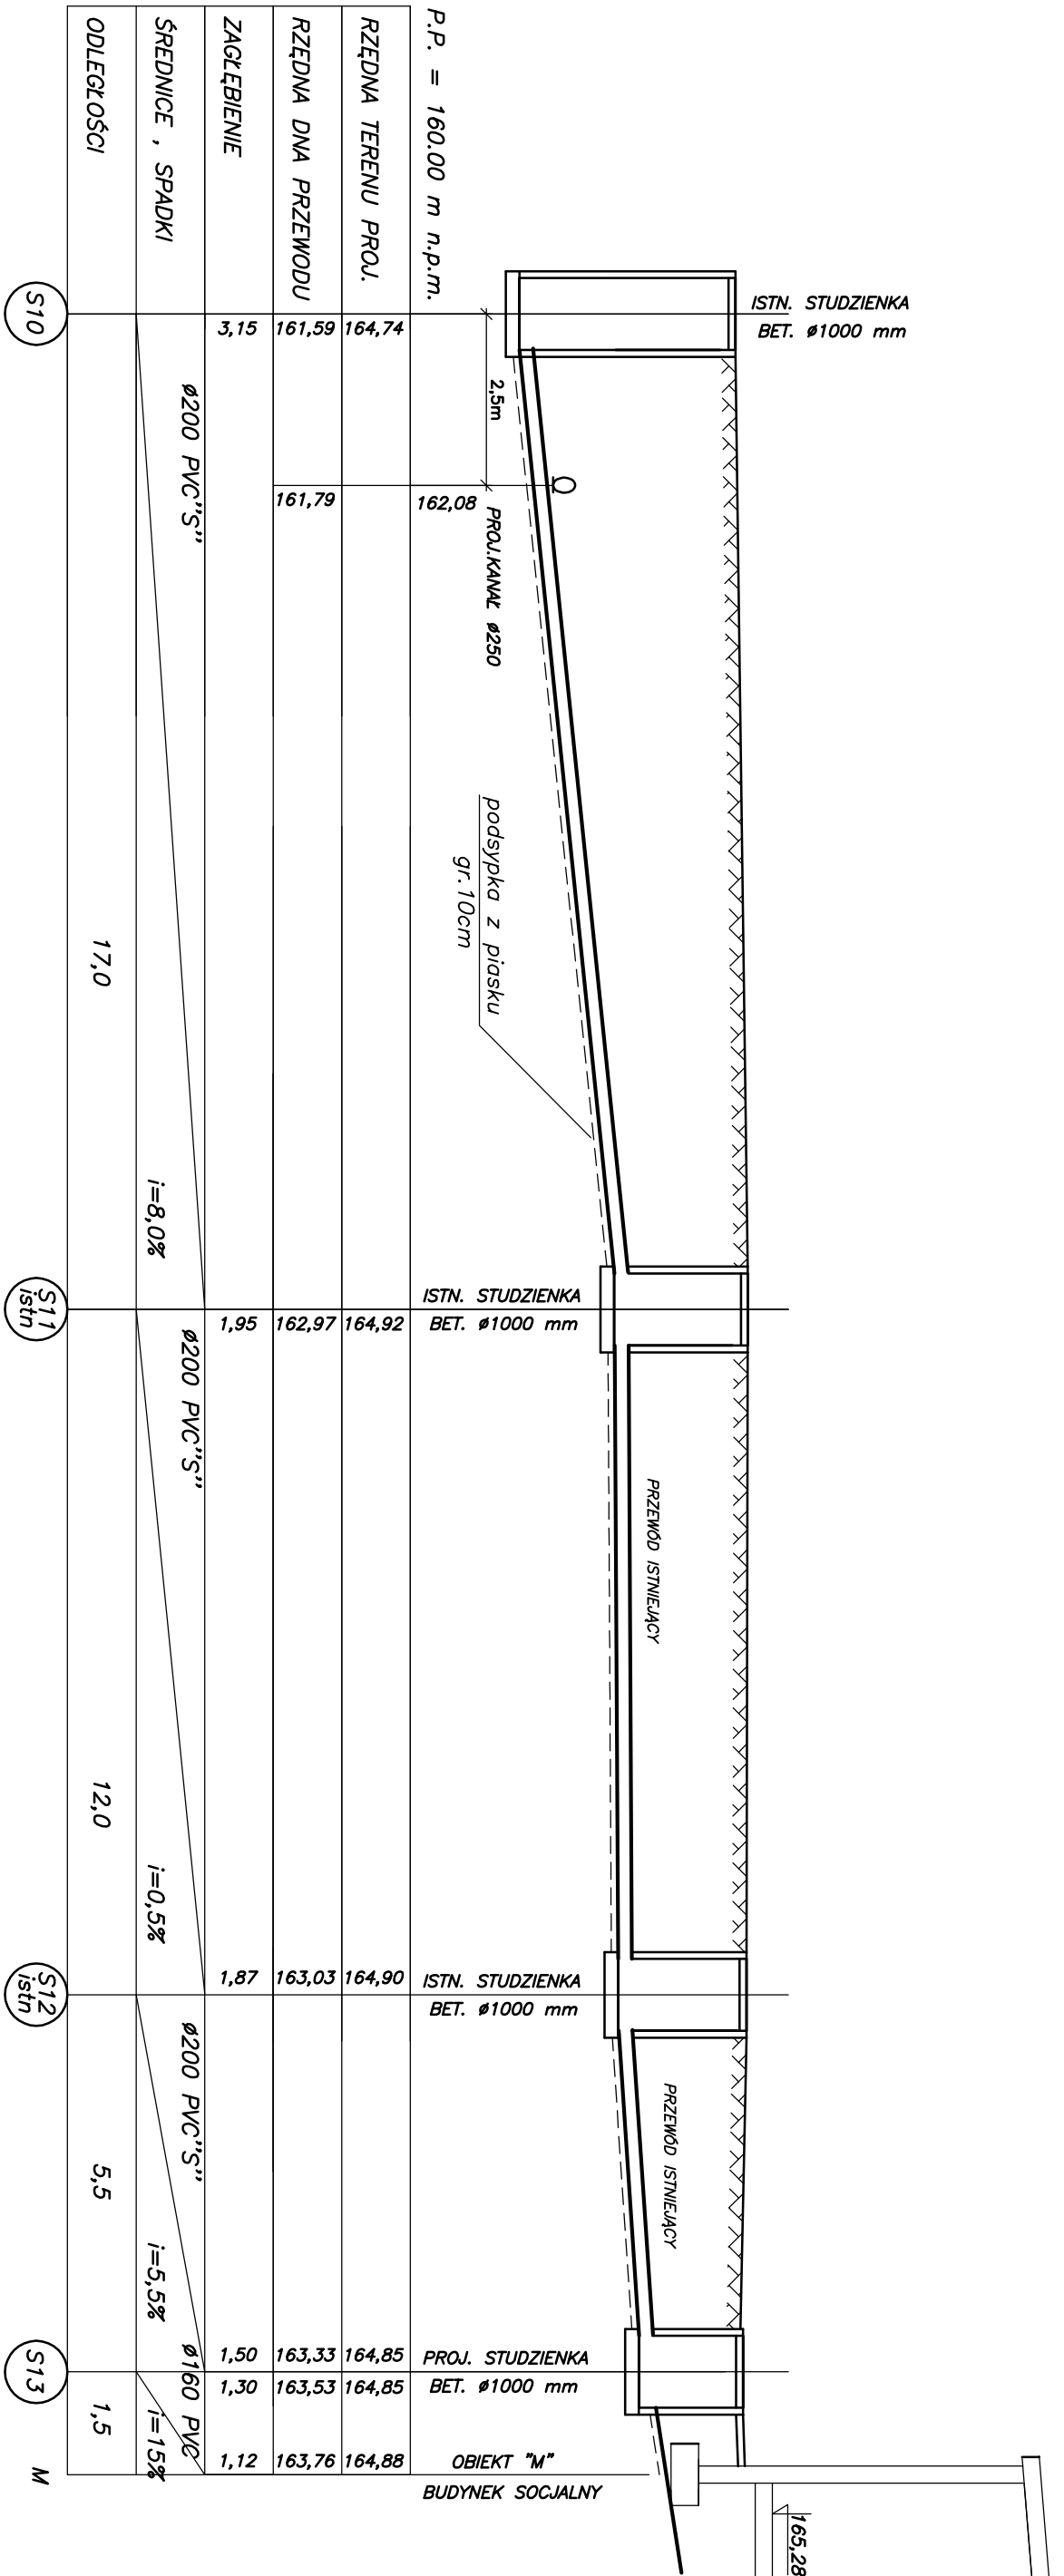 ISTN. STUDZIENKA
BET. ø1000 mm
165,28
PRZEWÓD ISTNIEJĄCY
PRZEWÓD ISTNIEJĄCY
podsypka z piasku
gr.10cm
2,5m
PROJ.KANAŁ ø250
162,08
ISTN. STUDZIENKA
BET. ø1000 mm
ISTN. STUDZIENKA
BET. ø1000 mm
PROJ. STUDZIENKA
BET. ø1000 mm
OBIEKT "M"
BUDYNEK SOCJALNY
P.P. = 160.00 m n.p.m.
RZĘDNA TERENU PROJ.
164,74
164,92
164,90
164,85
164,85
164,88
RZĘDNA DNA PRZEWODU
161,59
161,79
162,97
163,03
163,33
163,53
163,76
ZAGŁĘBIENIE
3,15
1,95
1,87
1,50
1,30
1,12
ŚREDNICE , SPADKI
ø200 PVC"S"
i=8,0%
ø200 PVC"S"
i=0,5%
ø200 PVC"S"
i=5,5%
ø160 PVC
i=15%
ODLEGŁOŚCI
17,0
12,0
5,5
1,5
S10
S11
istn
S12
istn
S13
M